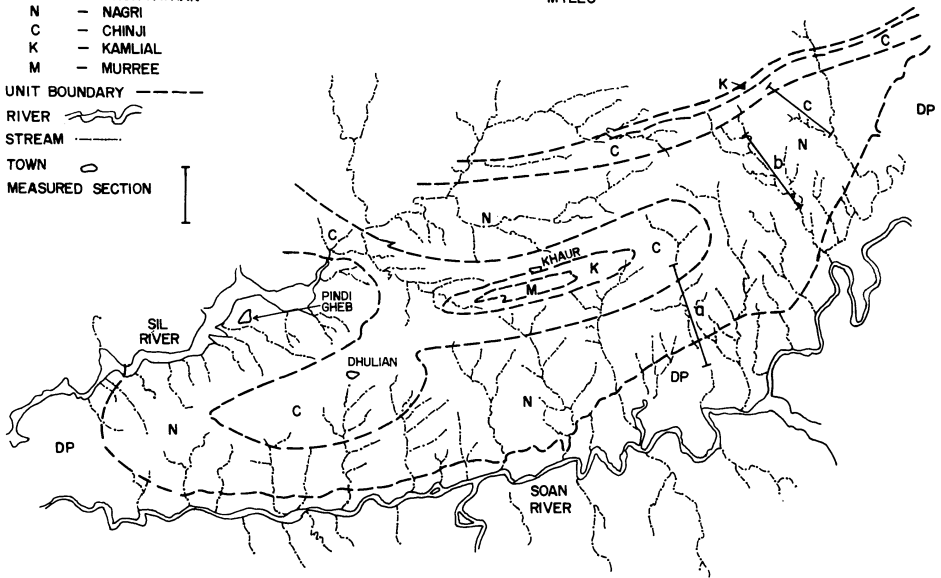 N - NAGRI
C - CHINJI
K - KAMLIAL
M - MURREE
UNIT BOUNDARY
RIVER
STREAM
TOWN
MEASURED SECTION
K
C
DP
c
C
N
b
N
C
C
KHAUR
K
M
a
PINDI
GHEB
SIL
RIVER
DHULIAN
DP
N
C
N
DP
SOAN
RIVER